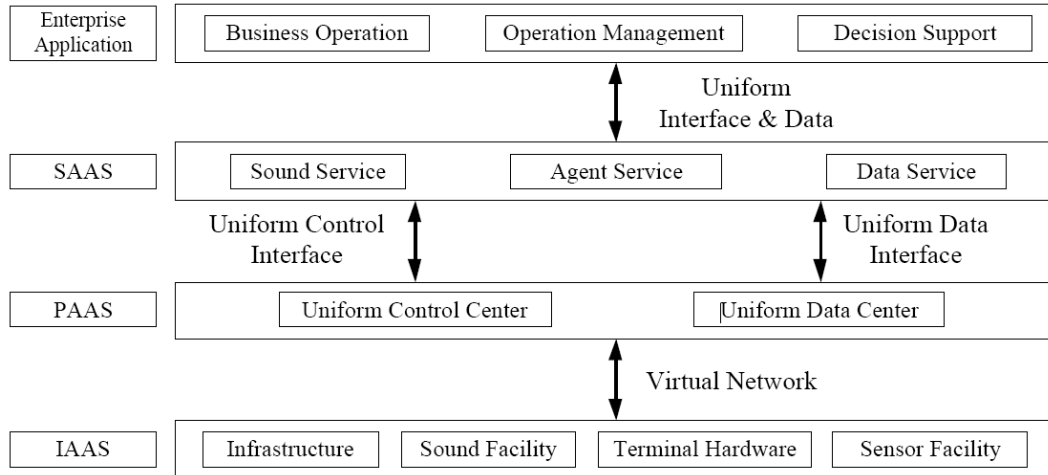 Enterprise
Application
Business Operation
Operation Management
Decision Support
Uniform
Interface & Data
SAAS
Sound Service
Agent Service
Data Service
Uniform Control
Interface
Uniform Data
Interface
PAAS
Uniform Control Center
Uniform Data Center
Virtual Network
IAAS
Infrastructure
Sound Facility
Terminal Hardware
Sensor Facility